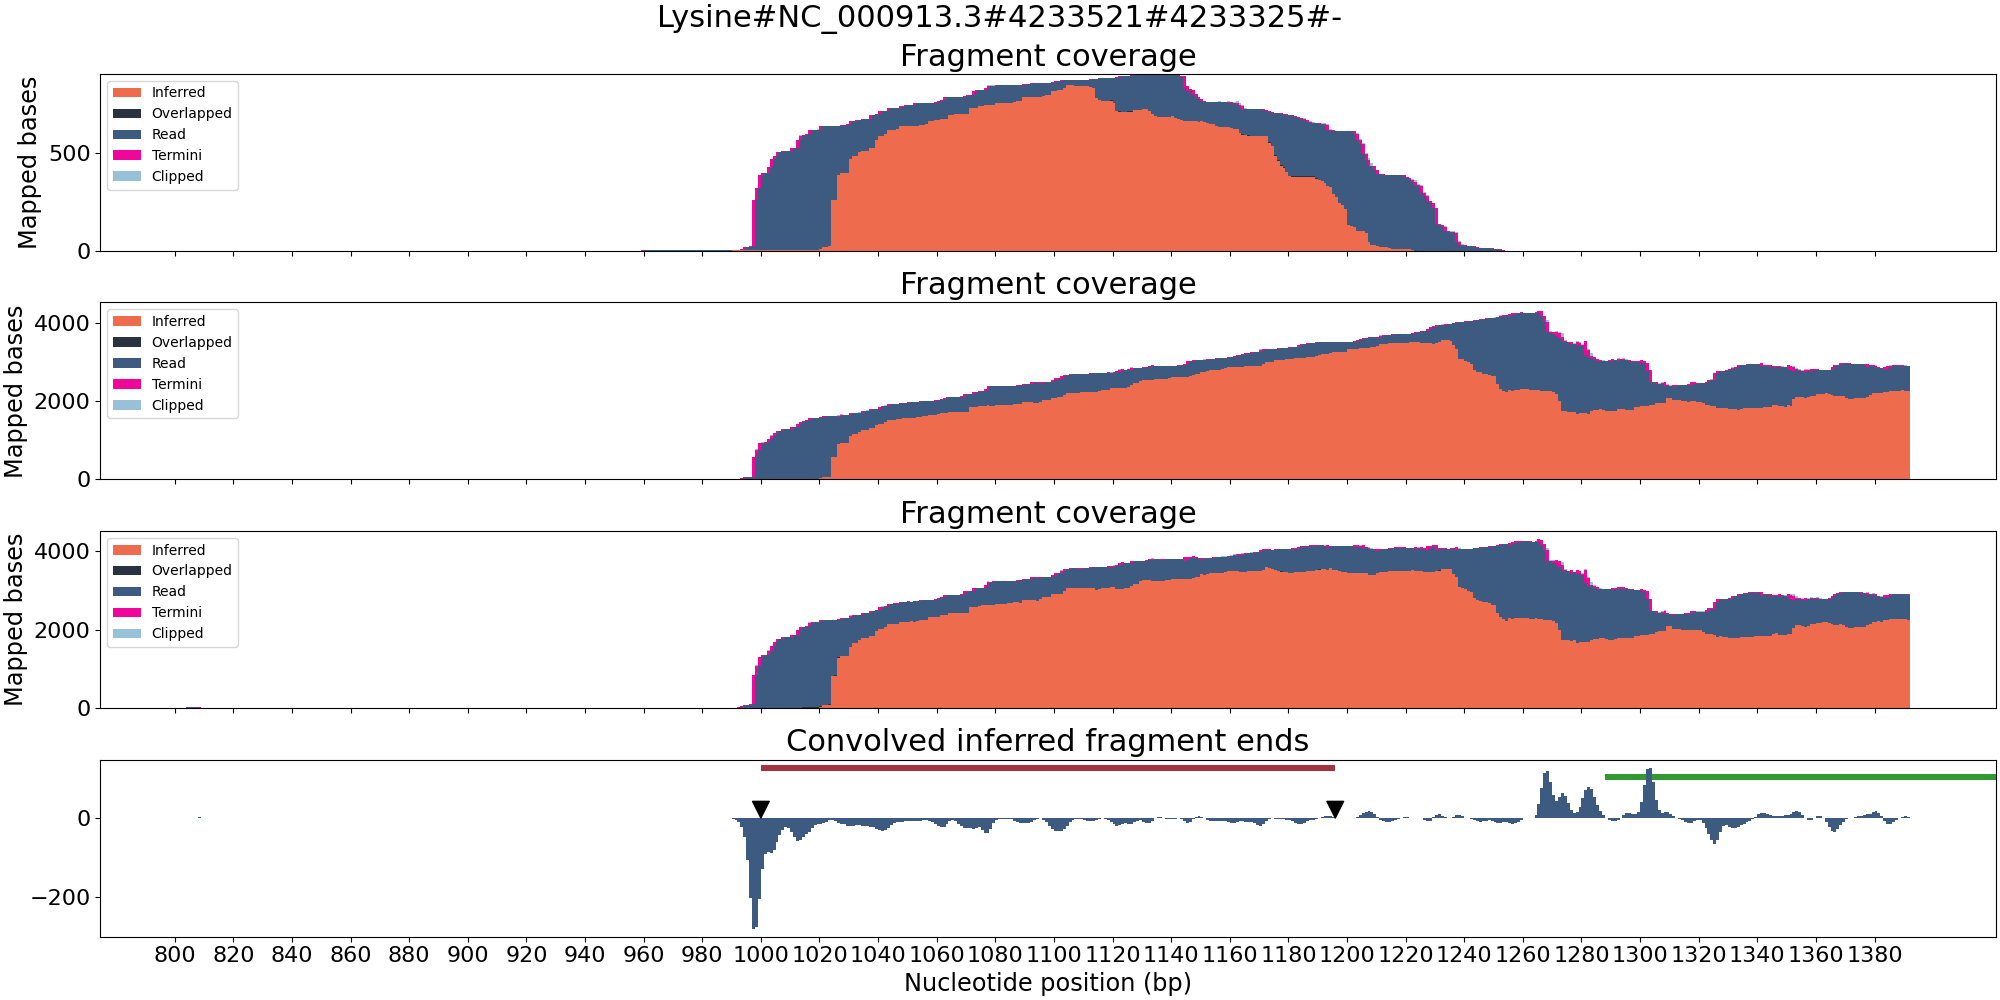 Lysine#NC_000913.3#4233521#4233325#-
Fragment coverage
Mapped bases
500
0
Inferred
Overlapped
Read
Termini
Clipped
Fragment coverage
Mapped bases
4000
2000
0
Inferred
Overlapped
Read
Termini
Clipped
Fragment coverage
Mapped bases
4000
2000
0
Inferred
Overlapped
Read
Termini
Clipped
Convolved inferred fragment ends
0
−200
800 820 840 860 880 900 920 940 960 980 1000 1020 1040 1060 1080 1100 1120 1140 1160 1180 1200 1220 1240 1260 1280 1300 1320 1340 1360 1380
Nucleotide position (bp)